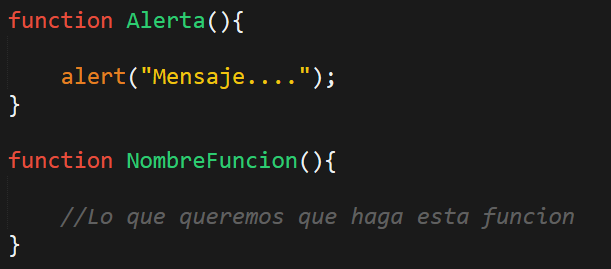 function Alerta(){
alert("Mensaje....");
}
function NombreFuncion(){
//Lo que queremos que haga esta funcion
}